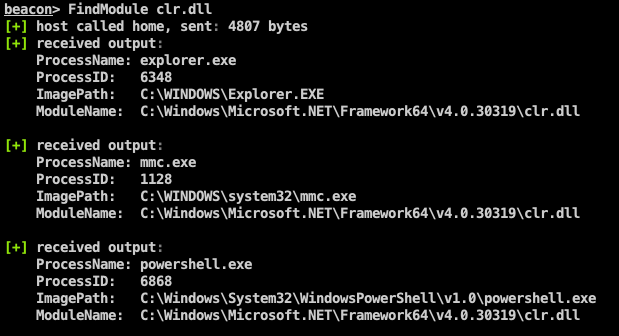 beacon> FindModule clr.dll
[+] host called home, sent: 4807 bytes
[+] received output:
ProcessName: explorer.exe
ProcessID: 6348
ImagePath: C:\WINDOWS\Explorer.EXE
ModuleName: C:\Windows\Microsoft.NET\Framework64\v4.0.30319\clr.dll
[+] received output:
ProcessName: mmc.exe
ProcessID: 1128
ImagePath: C:\WINDOWS\system32\mmc.exe
ModuleName: C:\Windows\Microsoft.NET\Framework64\v4.0.30319\clr.dll
[+] received output:
ProcessName: powershell.exe
ProcessID: 6868
ImagePath: C:\Windows\System32\WindowsPowerShell\v1.0\powershell.exe
ModuleName: C:\Windows\Microsoft.NET\Framework64\v4.0.30319\clr.dll